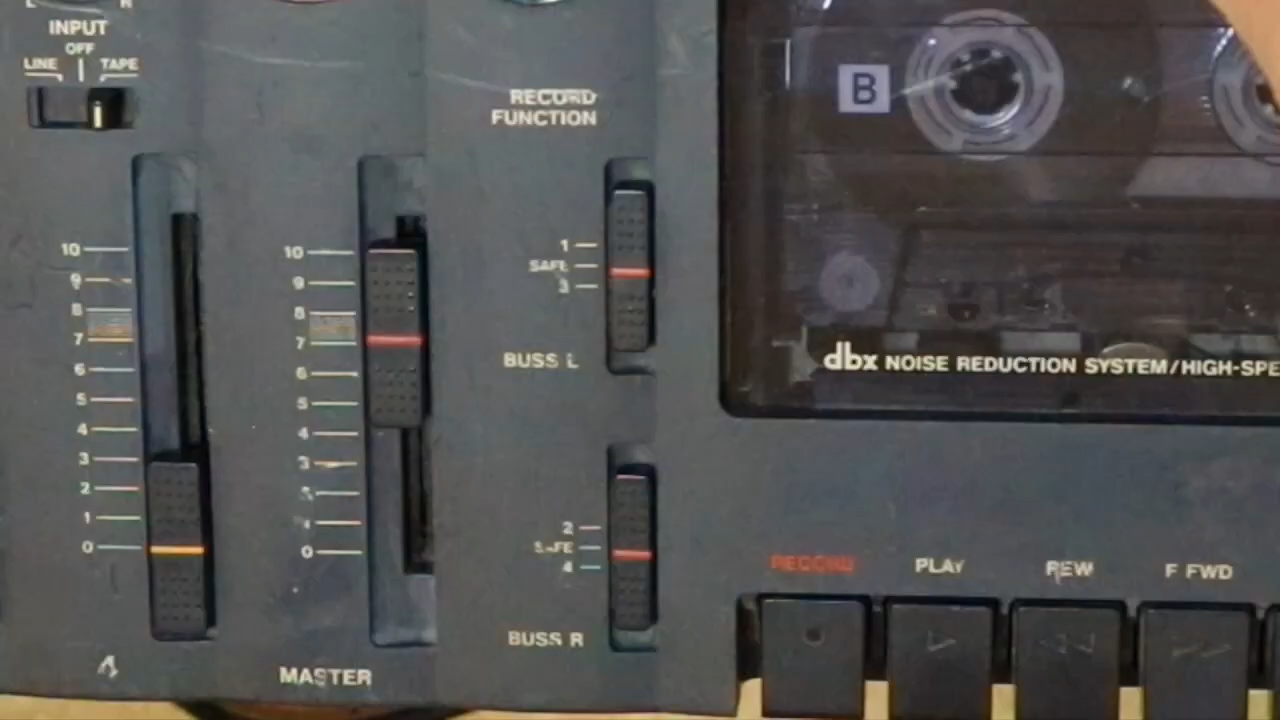 L R
INPUT
OFF
LINE TAPE
10
9
8
7
6
5
4
3
2
1
0
4
10
9
8
7
6
5
4
3
2
1
0
MASTER
RECORD
FUNCTION
1
SAFE
3
BUSS L
2
SAFE
4
BUSS R
B
dbx NOISE REDUCTION SYSTEM/HIGH-SPE
RECORD PLAY REW F FWD